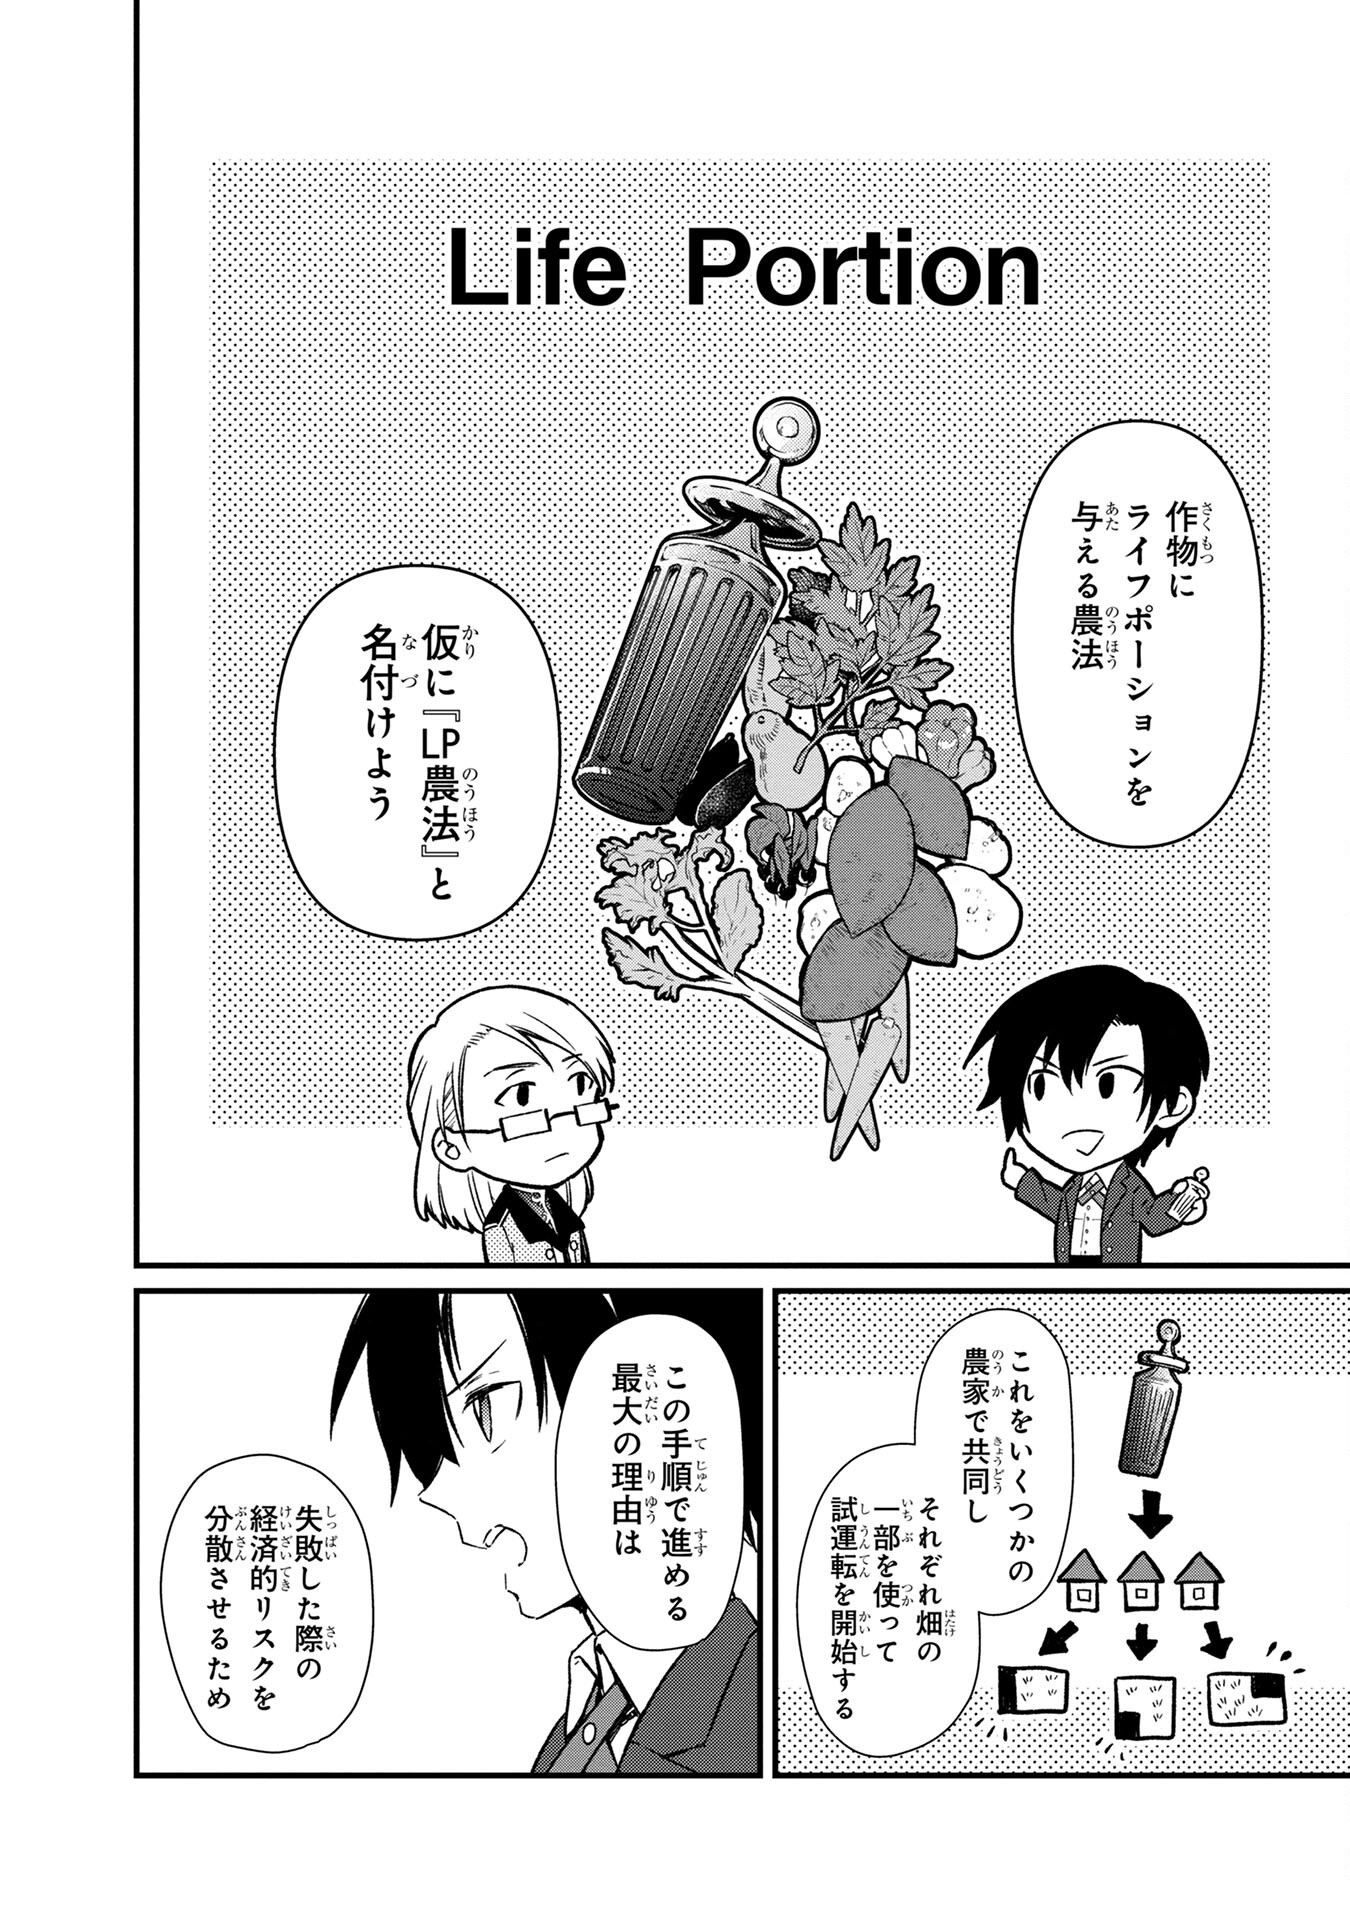 Life Portion
作物に
ライフポーションを
与える農法
仮に『LP農法』と
名付けよう
これをいくつかの
農家で共同し
それぞれ畑の
一部を使って
試運転を開始する
この手順で進める
最大の理由は
失敗した際の
経済的リスクを
分散させるため